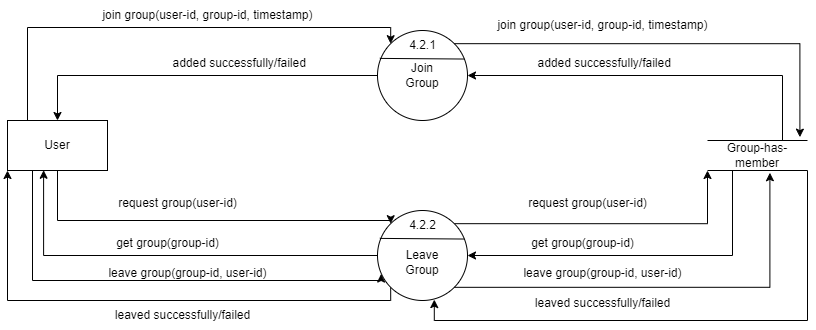 join group(user-id, group-id, timestamp)
join group(user-id, group-id, timestamp)
4.2.1
Join
Group
added successfully/failed
added successfully/failed
User
Group-has-
member
request group(user-id)
request group(user-id)
4.2.2
Leave
Group
get group(group-id)
get group(group-id)
leave group(group-id, user-id)
leave group(group-id, user-id)
leaved successfully/failed
leaved successfully/failed